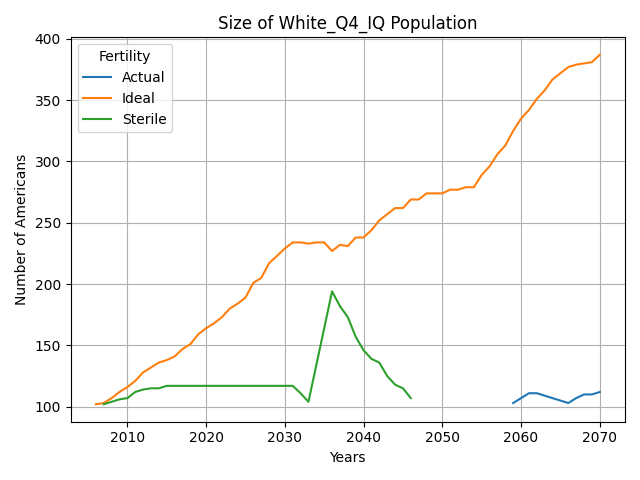 Size of White_Q4_IQ Population
Fertility
Actual
Ideal
Sterile
Number of Americans
400
350
300
250
200
150
100
2010 2020 2030 2040 2050 2060 2070
Years